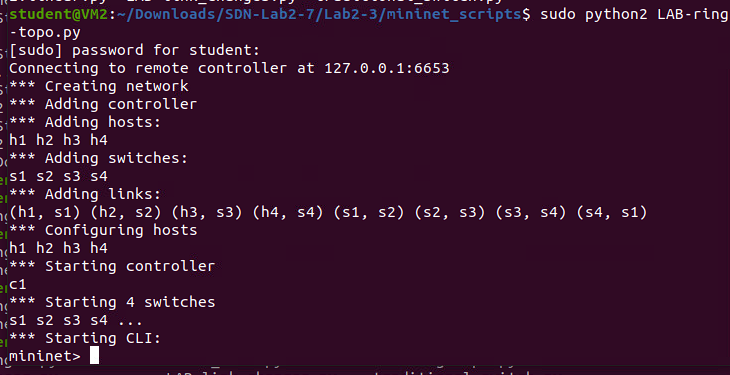 student@VM2:~/Downloads/SDN-Lab2-7/Lab2-3/mininet_scripts$ sudo python2 LAB-ring
-topo.py
[sudo] password for student:
Connecting to remote controller at 127.0.0.1:6653
*** Creating network
*** Adding controller
*** Adding hosts:
h1 h2 h3 h4
*** Adding switches:
s1 s2 s3 s4
*** Adding links:
(h1, s1) (h2, s2) (h3, s3) (h4, s4) (s1, s2) (s2, s3) (s3, s4) (s4, s1)
*** Configuring hosts
h1 h2 h3 h4
*** Starting controller
c1
*** Starting 4 switches
s1 s2 s3 s4 ...
*** Starting CLI:
mininet>